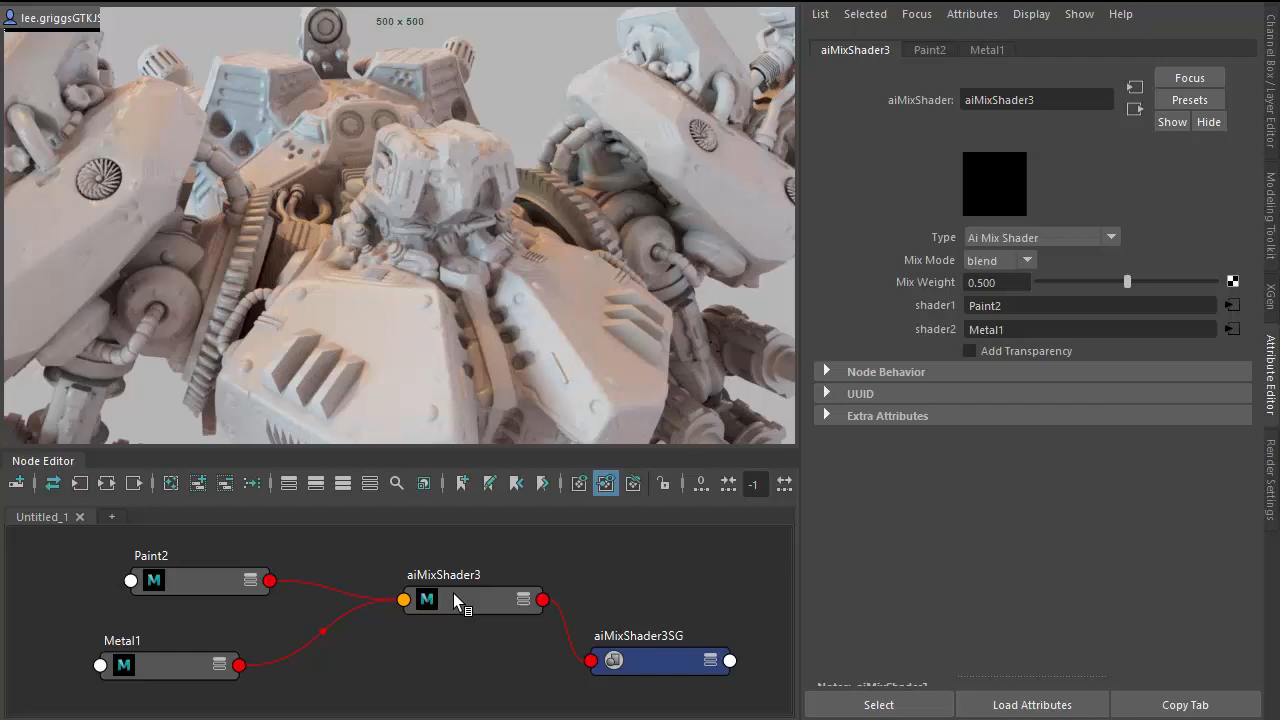 lee.griggsGTKJS
500 x 500
List Selected Focus Attributes Display Show Help
aiMixShader3 Paint2 Metal1
aiMixShader: aiMixShader3
Focus
Presets
Show Hide
Type Ai Mix Shader
Mix Mode blend
Mix Weight 0.500
shader1 Paint2
shader2 Metal1
Add Transparency
Node Behavior
UUID
Extra Attributes
Select Load Attributes Copy Tab
Channel Box / Layer Editor
Modeling Toolkit
XGen
Attribute Editor
Render Settings
Node Editor
0
-1
Untitled_1 +
Paint2
M
Metal1
M
aiMixShader3
M
aiMixShader3SG